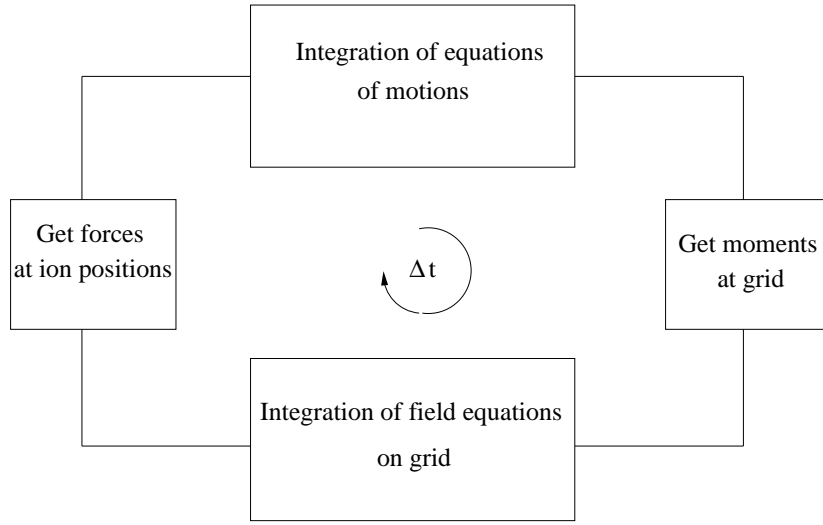 Integration of equations
of motions
Get forces
at ion positions
Δ t
Get moments
at grid
Integration of field equations
on grid